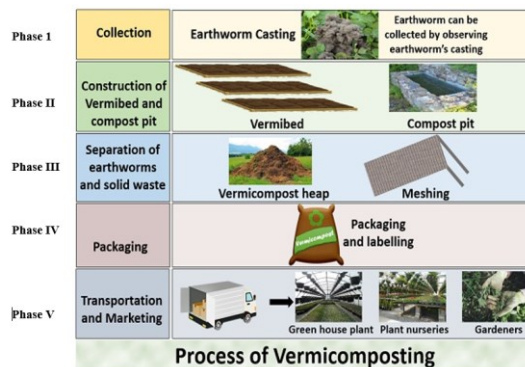 Phase 1
Collection
Earthworm Casting
Earthworm can be
collected by observing
earthworm's casting
Phase II
Construction of
Vermibed and
compost pit
Vermibed
Compost pit
Phase III
Separation of
earthworms
and solid waste
Vermicompost heap
Meshing
Phase IV
Packaging
Vermicompost
Packaging
and labelling
Phase V
Transportation
and Marketing
Green house plant
Plant nurseries
Gardeners
Process of Vermicomposting